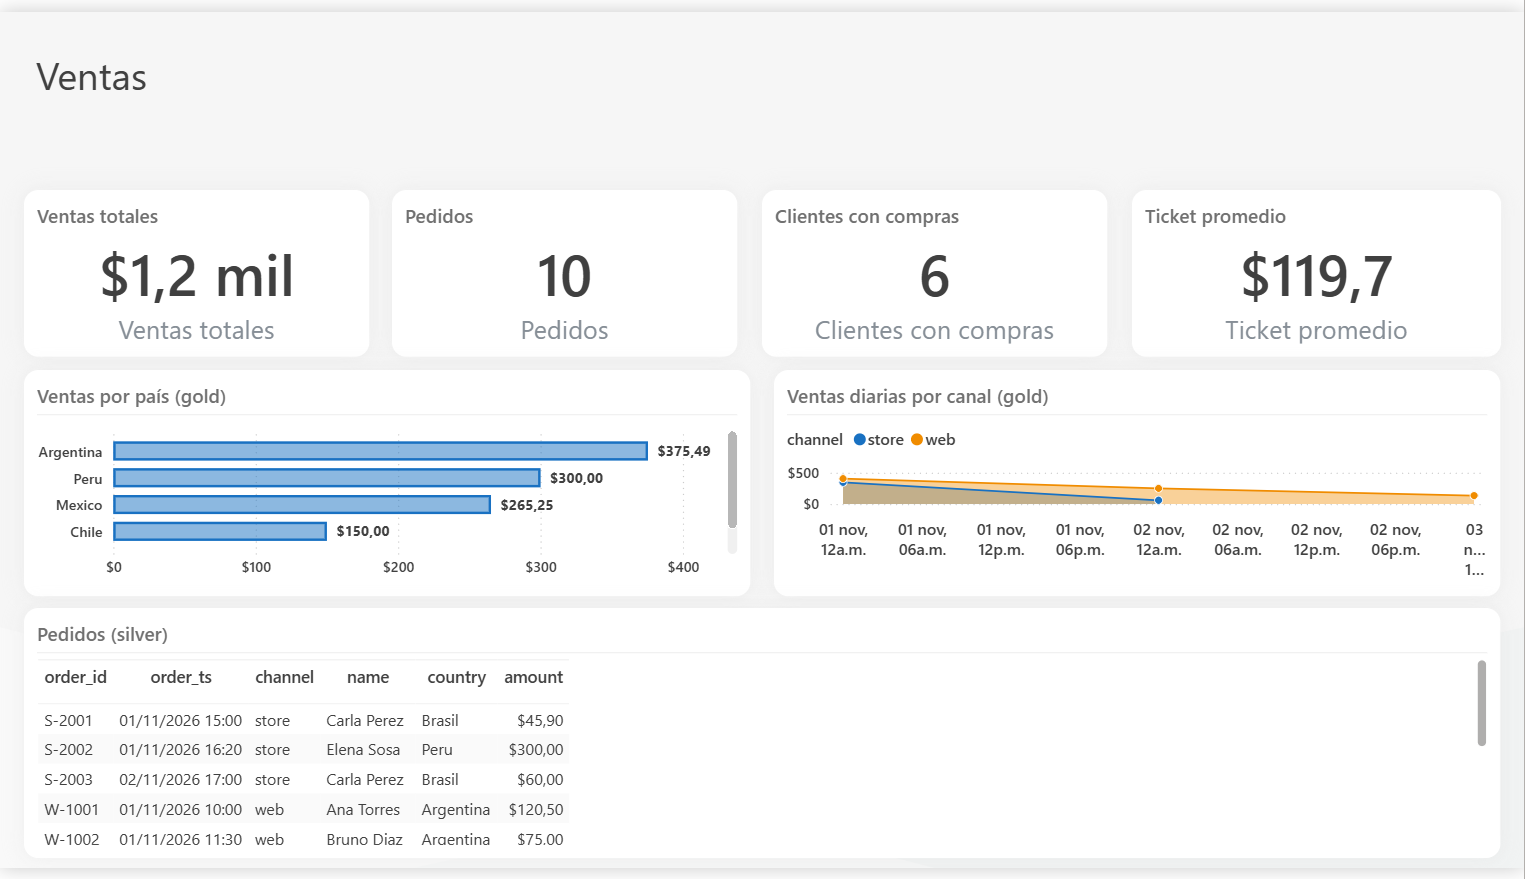 Ventas
Ventas totales
$1,2 mil
Ventas totales
Pedidos
10
Pedidos
Clientes con compras
6
Clientes con compras
Ticket promedio
$119,7
Ticket promedio
Ventas por país (gold)
Argentina $375,49
Peru $300,00
Mexico $265,25
Chile $150,00
$0 $100 $200 $300 $400
Ventas diarias por canal (gold)
channel store web
$500
$0
01 nov, 01 nov, 01 nov, 01 nov, 02 nov, 02 nov, 02 nov, 02 nov, 03
12a.m. 06a.m. 12p.m. 06p.m. 12a.m. 06a.m. 12p.m. 06p.m. n...
1...
Pedidos (silver)
order_id order_ts channel name country amount
S-2001 01/11/2026 15:00 store Carla Perez Brasil $45,90
S-2002 01/11/2026 16:20 store Elena Sosa Peru $300,00
S-2003 02/11/2026 17:00 store Carla Perez Brasil $60,00
W-1001 01/11/2026 10:00 web Ana Torres Argentina $120,50
W-1002 01/11/2026 11:30 web Bruno Diaz Argentina $75,00